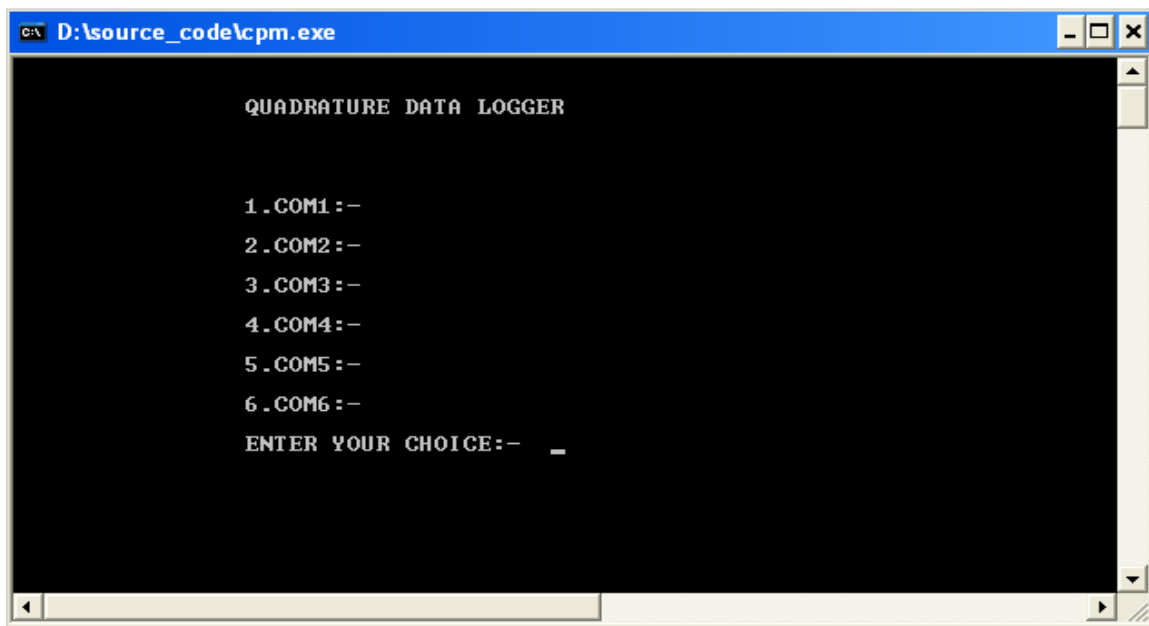 D:\source_code\cpm.exe
QUADRATURE DATA LOGGER
1.COM1:-
2.COM2:-
3.COM3:-
4.COM4:-
5.COM5:-
6.COM6:-
ENTER YOUR CHOICE:- _